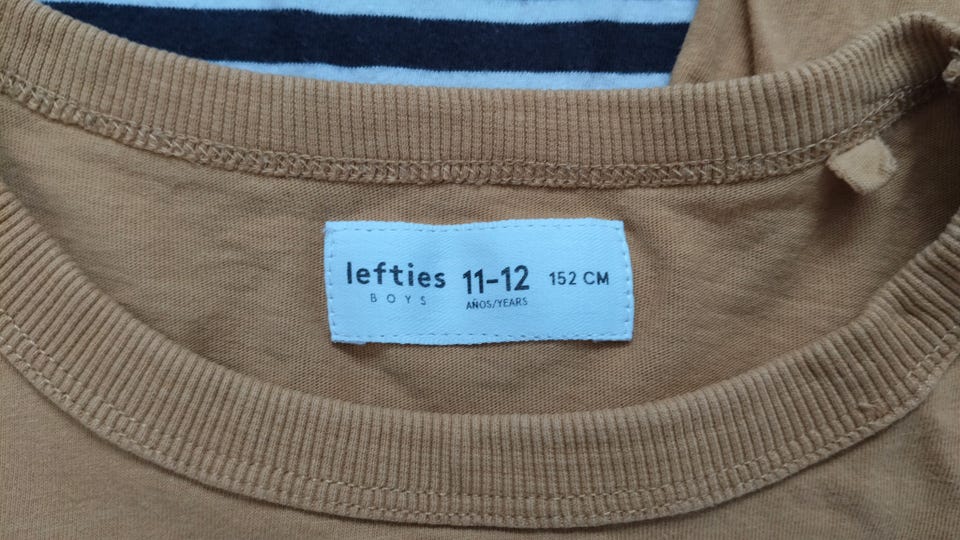 lefties 11-12 152 CM
BOYS AÑOS/YEARS